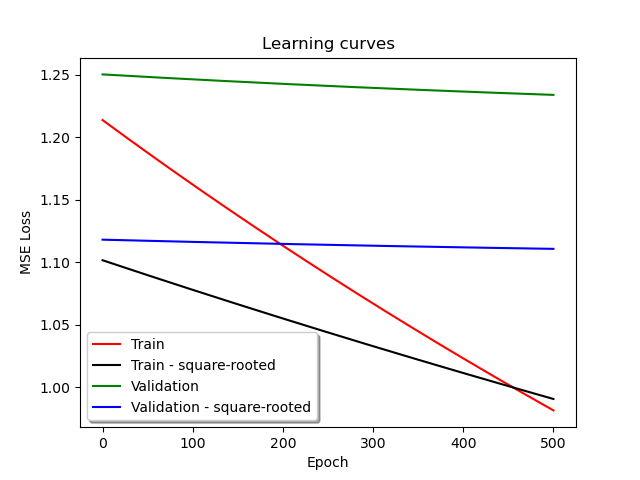 Learning curves
MSE Loss
1.25
1.20
1.15
1.10
1.05
1.00
Train
Train - square-rooted
Validation
Validation - square-rooted
0
100
200
300
400
500
Epoch